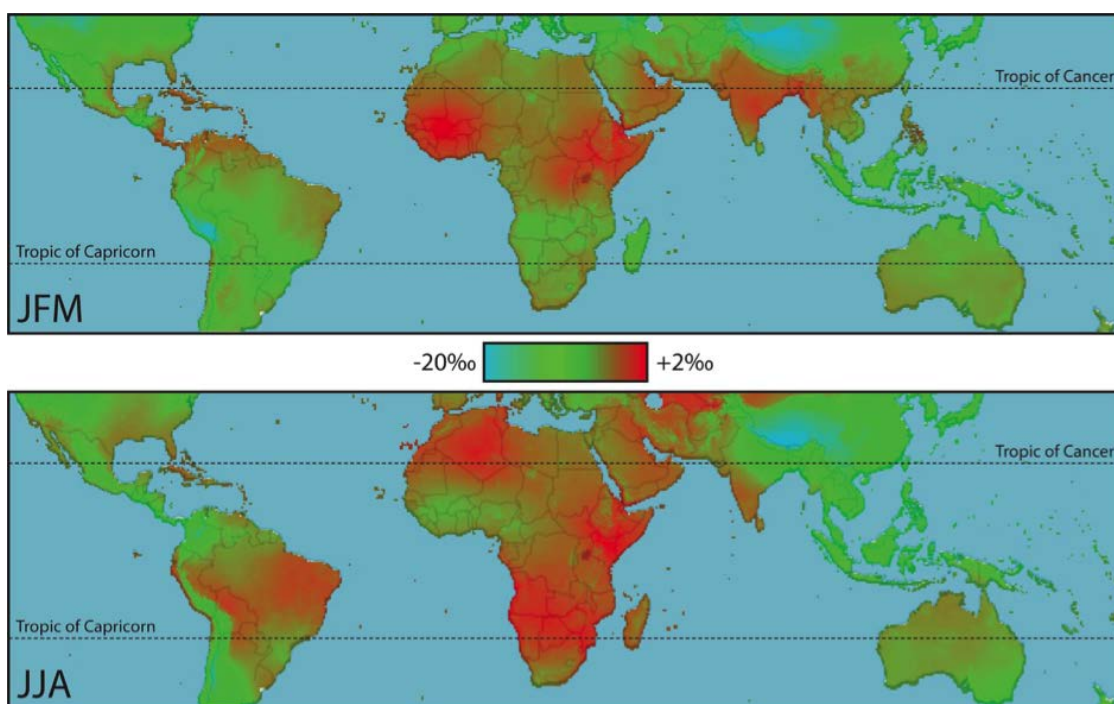 Tropic of Cancer
Tropic of Capricorn
JFM
-20‰ +2‰
Tropic of Cancer
Tropic of Capricorn
JJA